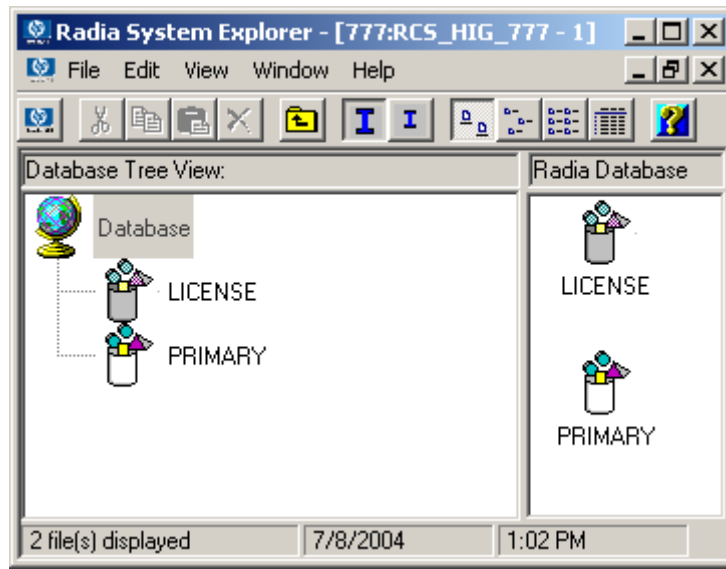 Radia System Explorer - [777:RCS_HIG_777 - 1]
File Edit View Window Help
Database Tree View:
Radia Database
Database
LICENSE
PRIMARY
LICENSE
PRIMARY
2 file(s) displayed 7/8/2004 1:02 PM